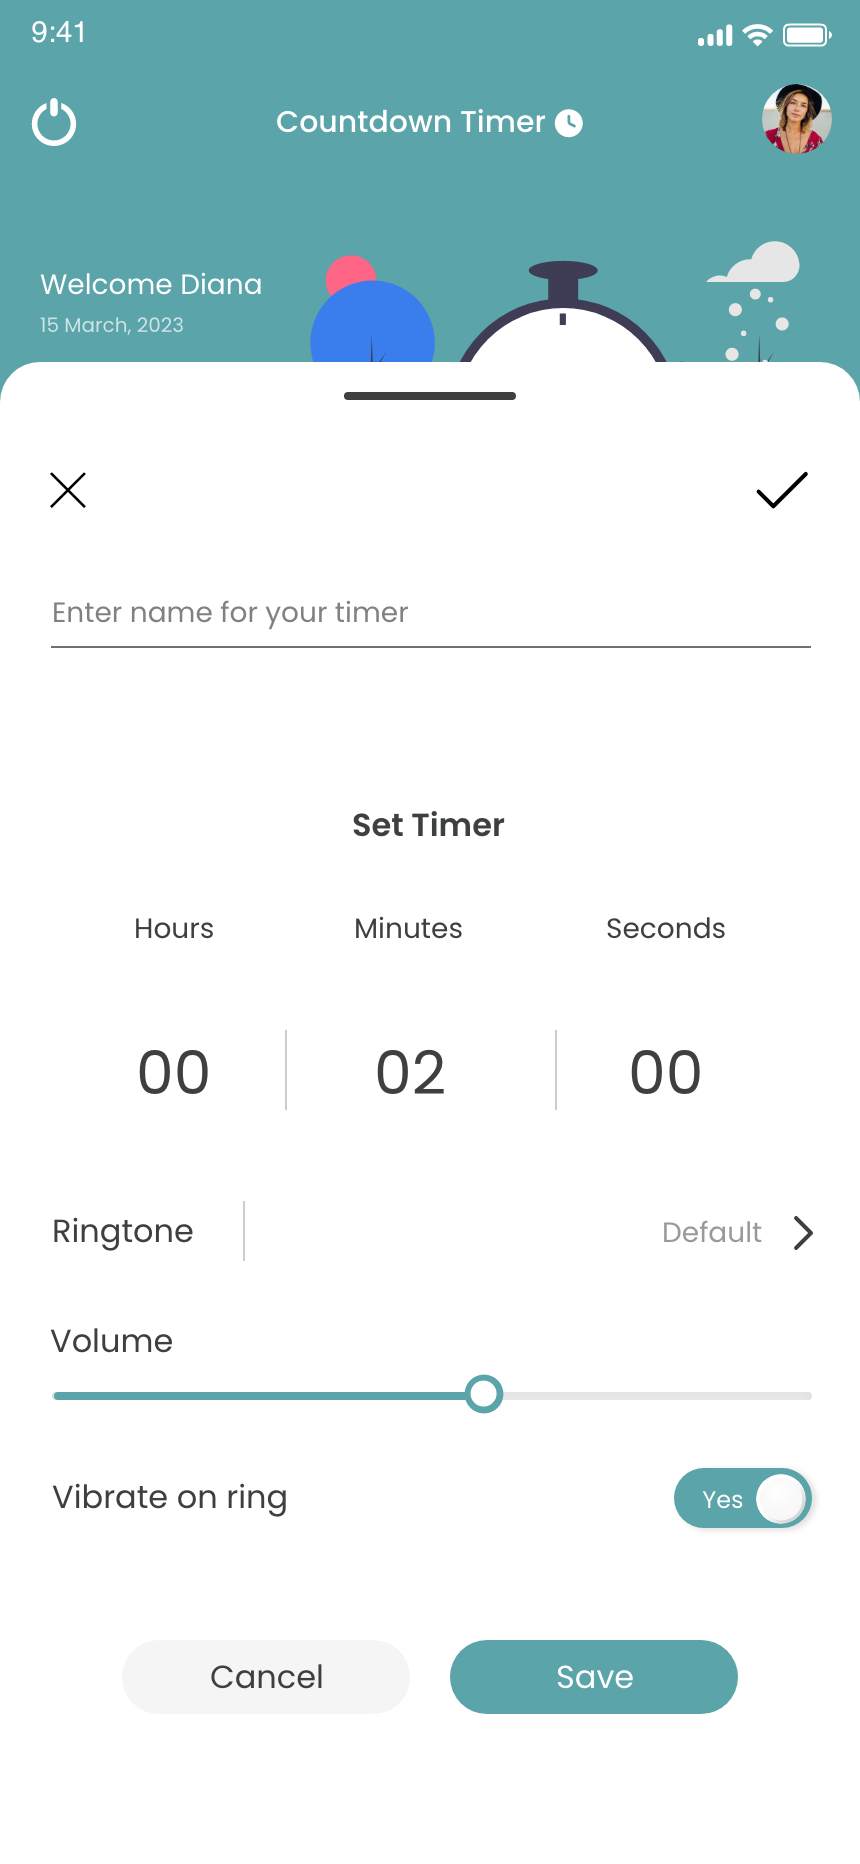 9:41
Countdown Timer
Welcome Diana
15 March, 2023
Enter name for your timer
Set Timer
Hours Minutes Seconds
00 02 00
Ringtone Default
Volume
Vibrate on ring Yes
Cancel Save